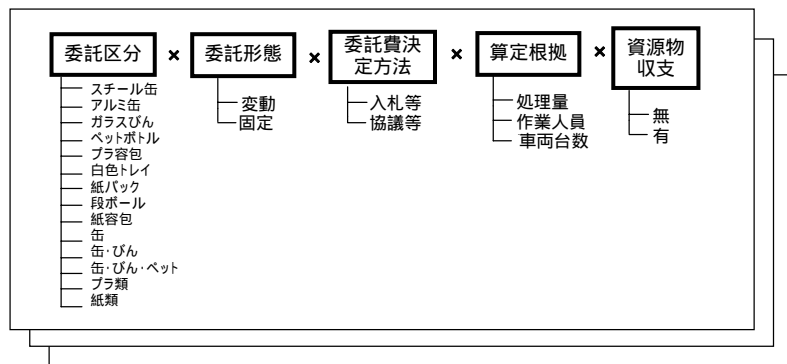 委託区分 × 委託形態 × 委託費決定方法 × 算定根拠 × 資源物収支
スチール缶
アルミ缶
ガラスびん
ペットボトル
プラ容包
白色トレイ
紙パック
段ボール
紙容包
缶
缶・びん
缶・びん・ペット
プラ類
紙類
変動
固定
入札等
協議等
処理量
作業人員
車両台数
無
有